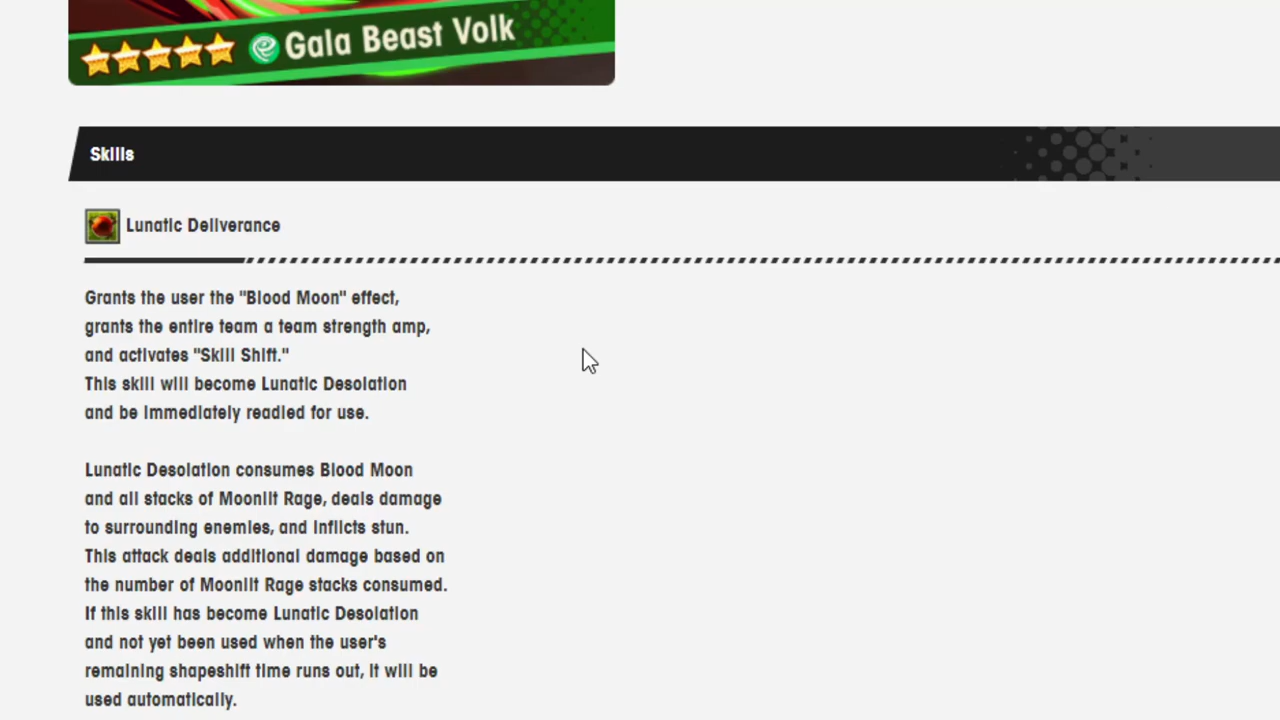 Gala Beast Volk
Skills
Lunatic Deliverance
Grants the user the "Blood Moon" effect,
grants the entire team a team strength amp,
and activates "Skill Shift."
This skill will become Lunatic Desolation
and be immediately readied for use.
Lunatic Desolation consumes Blood Moon
and all stacks of Moonlit Rage, deals damage
to surrounding enemies, and inflicts stun.
This attack deals additional damage based on
the number of Moonlit Rage stacks consumed.
If this skill has become Lunatic Desolation
and not yet been used when the user's
remaining shapeshift time runs out, it will be
used automatically.